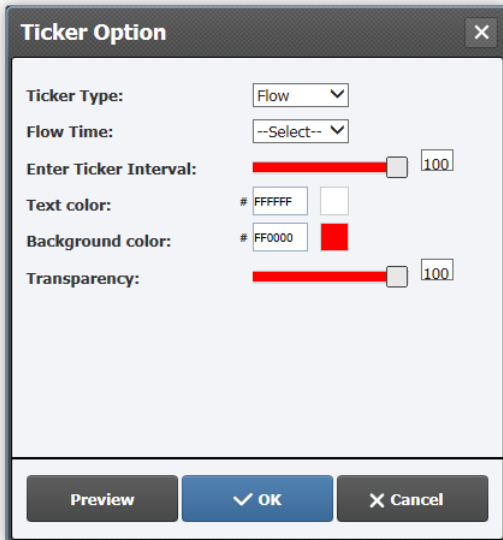 Ticker Option
Ticker Type: Flow
Flow Time: --Select--
Enter Ticker Interval: 100
Text color: # FFFFFF
Background color: # FF0000
Transparency: 100
Preview OK Cancel